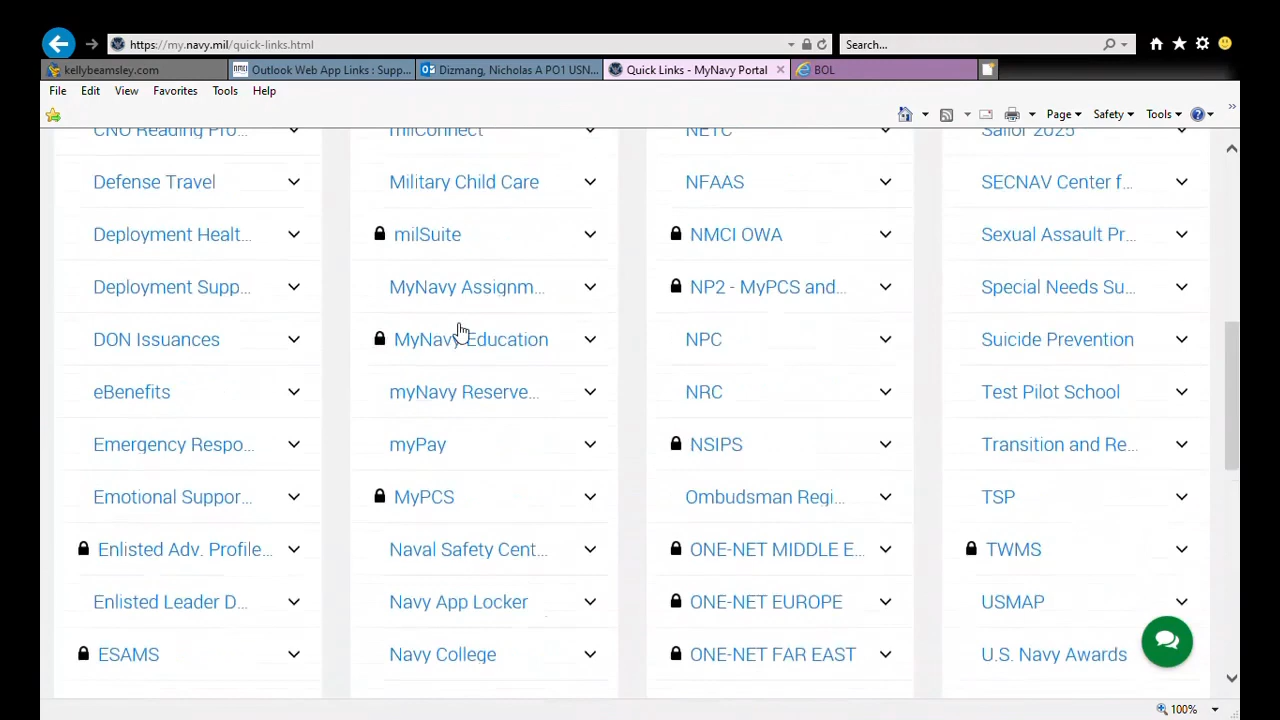 https://my.navy.mil/quick-links.html
Search...
kellybeamsley.com
NMCI
Outlook Web App Links : Supp...
Dizmang, Nicholas A PO1 USN...
Quick Links - MyNavy Portal
BOL
File
Edit
View
Favorites
Tools
Help
Page
Safety
Tools
CNO Reading Pro...
milConnect
NETC
Sailor 2025
Defense Travel
Military Child Care
NFAAS
SECNAV Center f...
Deployment Healt...
milSuite
NMCI OWA
Sexual Assault Pr...
Deployment Supp...
MyNavy Assignm...
NP2 - MyPCS and...
Special Needs Su...
DON Issuances
MyNavy Education
NPC
Suicide Prevention
eBenefits
myNavy Reserve...
NRC
Test Pilot School
Emergency Respo...
myPay
NSIPS
Transition and Re...
Emotional Suppor...
MyPCS
Ombudsman Regi...
TSP
Enlisted Adv. Profile...
Naval Safety Cent...
ONE-NET MIDDLE E...
TWMS
Enlisted Leader D...
Navy App Locker
ONE-NET EUROPE
USMAP
ESAMS
Navy College
ONE-NET FAR EAST
U.S. Navy Awards
100%